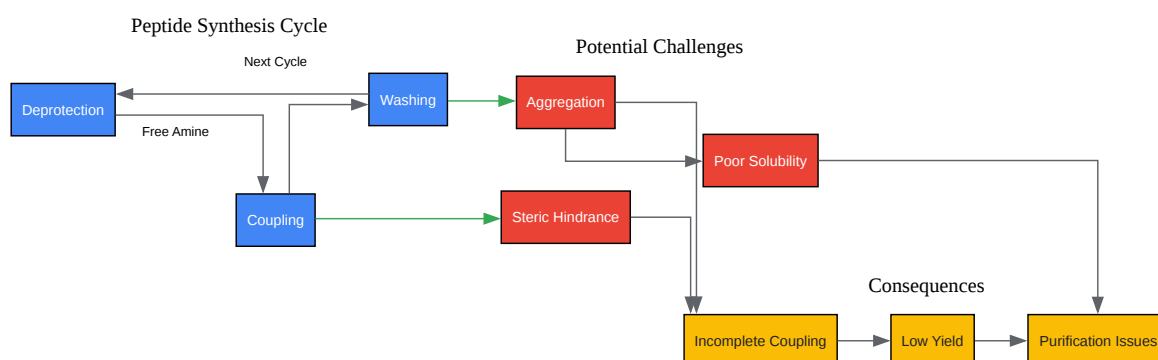 Peptide Synthesis Cycle
Potential Challenges
Next Cycle
Deprotection
Washing
Aggregation
Free Amine
Poor Solubility
Coupling
Steric Hindrance
Consequences
Incomplete Coupling
Low Yield
Purification Issues